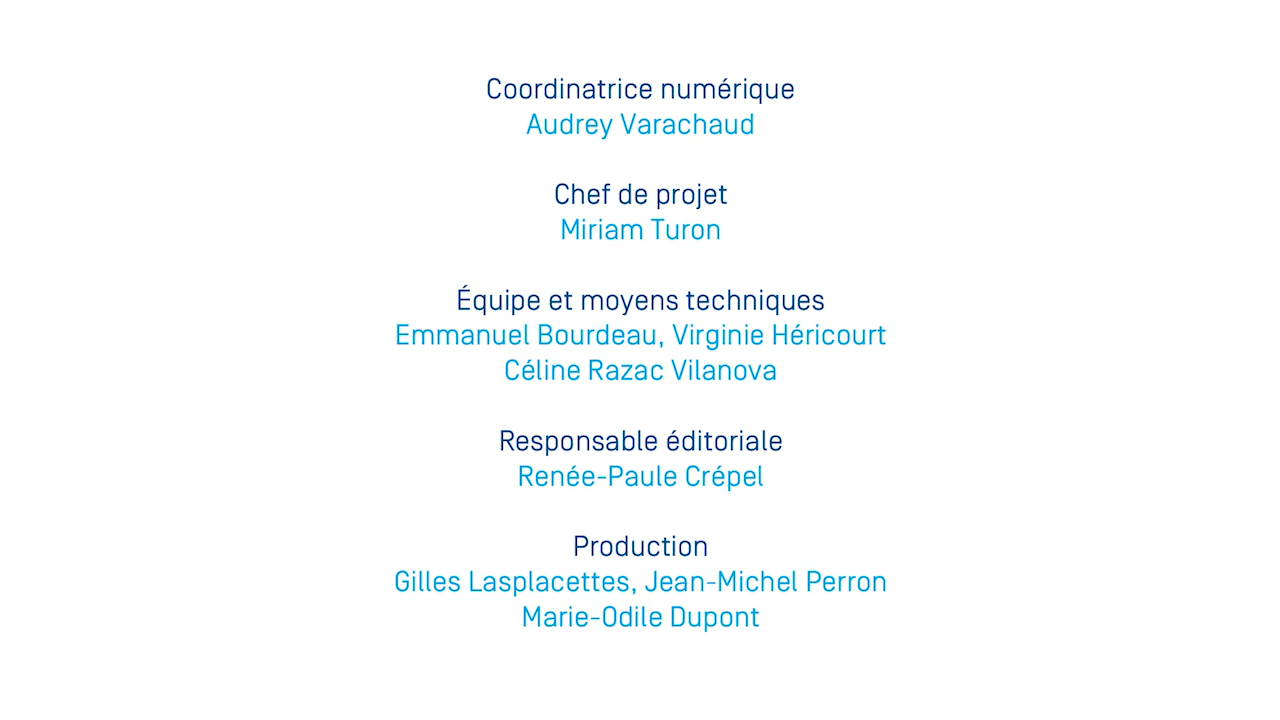 Coordinatrice numérique
Audrey Varachaud
Chef de projet
Miriam Turon
Équipe et moyens techniques
Emmanuel Bourdeau, Virginie Héricourt
Céline Razac Vilanova
Responsable éditoriale
Renée-Paule Crépel
Production
Gilles Lasplacettes, Jean-Michel Perron
Marie-Odile Dupont